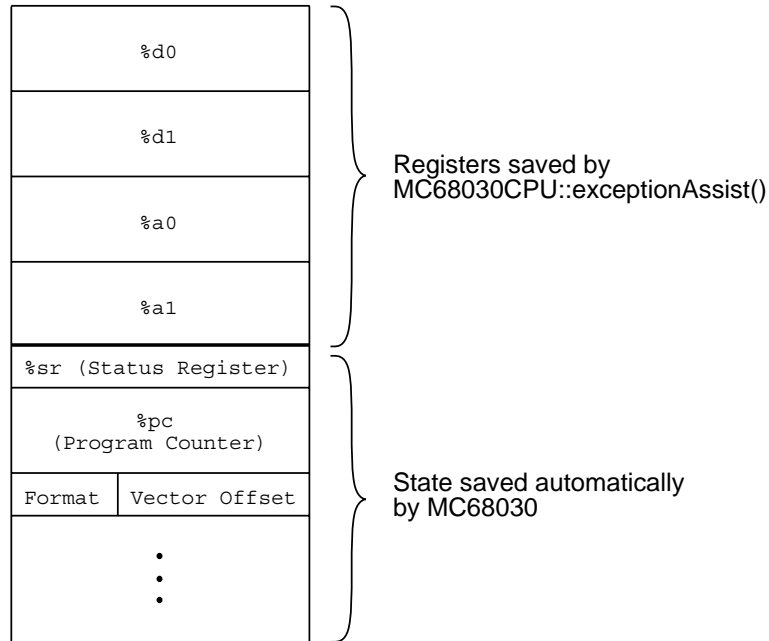 %d0
%d1
%a0
%a1
Registers saved by
MC68030CPU::exceptionAssist()
%sr (Status Register)
%pc
(Program Counter)
Format
Vector Offset
State saved automatically
by MC68030